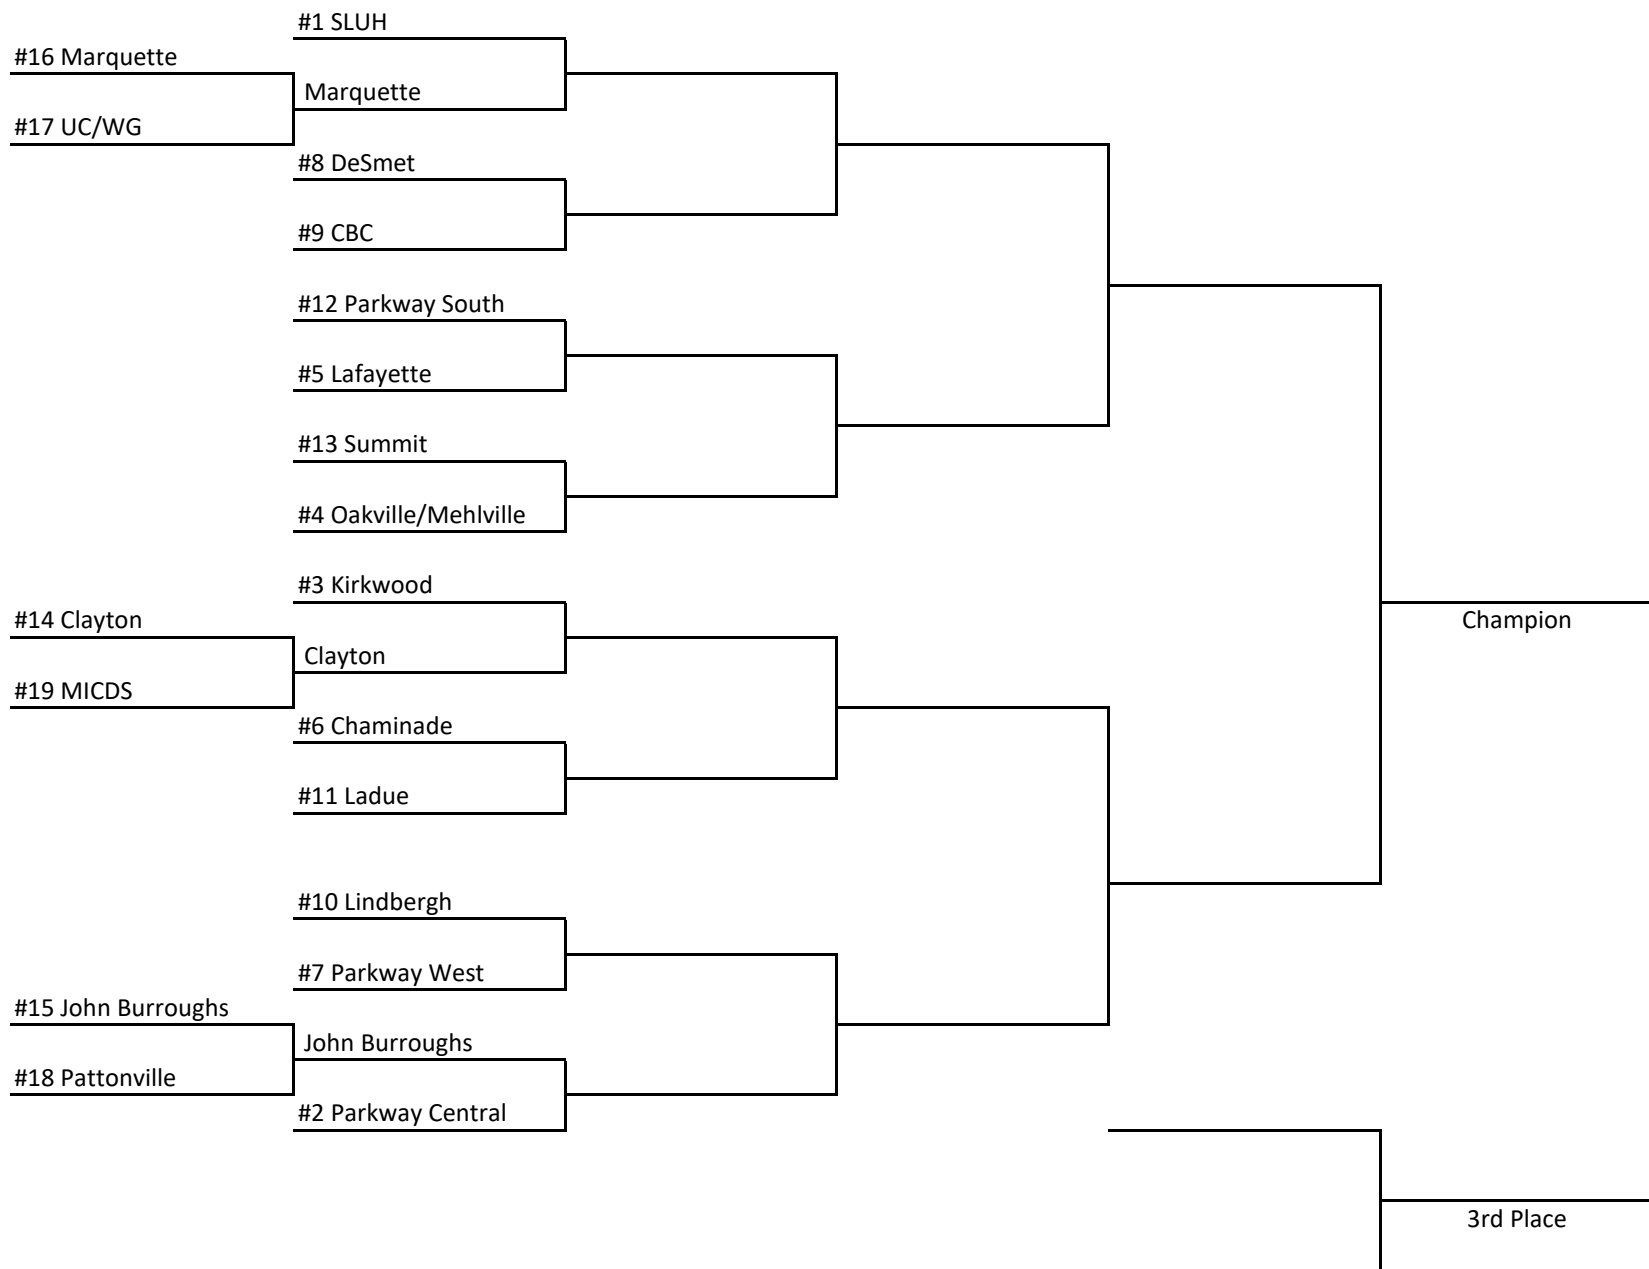 #1 SLUH
#16 Marquette
Marquette
#17 UC/WG
#8 DeSmet
#9 CBC
#12 Parkway South
#5 Lafayette
#13 Summit
#4 Oakville/Mehlville
#3 Kirkwood
#14 Clayton
Champion
Clayton
#19 MICDS
#6 Chaminade
#11 Ladue
#10 Lindbergh
#7 Parkway West
#15 John Burroughs
John Burroughs
#18 Pattonville
#2 Parkway Central
3rd Place